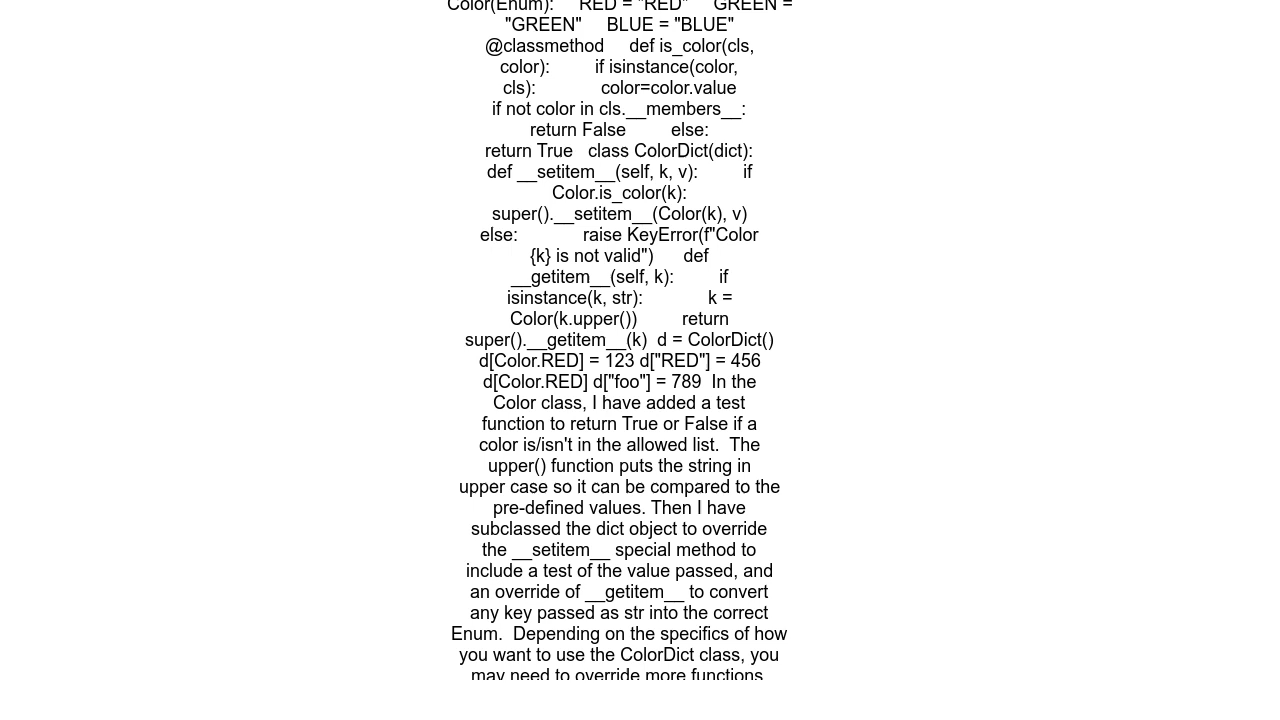 Color(Enum):     RED = "RED"     GREEN =
"GREEN"     BLUE = "BLUE"
@classmethod     def is_color(cls,
color):         if isinstance(color,
cls):             color=color.value
if not color in cls.__members__:
return False         else:
return True   class ColorDict(dict):
def __setitem__(self, k, v):         if
Color.is_color(k):
super().__setitem__(Color(k), v)
else:             raise KeyError(f"Color
{k} is not valid")      def
__getitem__(self, k):         if
isinstance(k, str):             k =
Color(k.upper())         return
super().__getitem__(k)  d = ColorDict()
d[Color.RED] = 123 d["RED"] = 456
d[Color.RED] d["foo"] = 789  In the
Color class, I have added a test
function to return True or False if a
color is/isn't in the allowed list.  The
upper() function puts the string in
upper case so it can be compared to the
pre-defined values. Then I have
subclassed the dict object to override
the __setitem__ special method to
include a test of the value passed, and
an override of __getitem__ to convert
any key passed as str into the correct
Enum.  Depending on the specifics of how
you want to use the ColorDict class, you
may need to override more functions